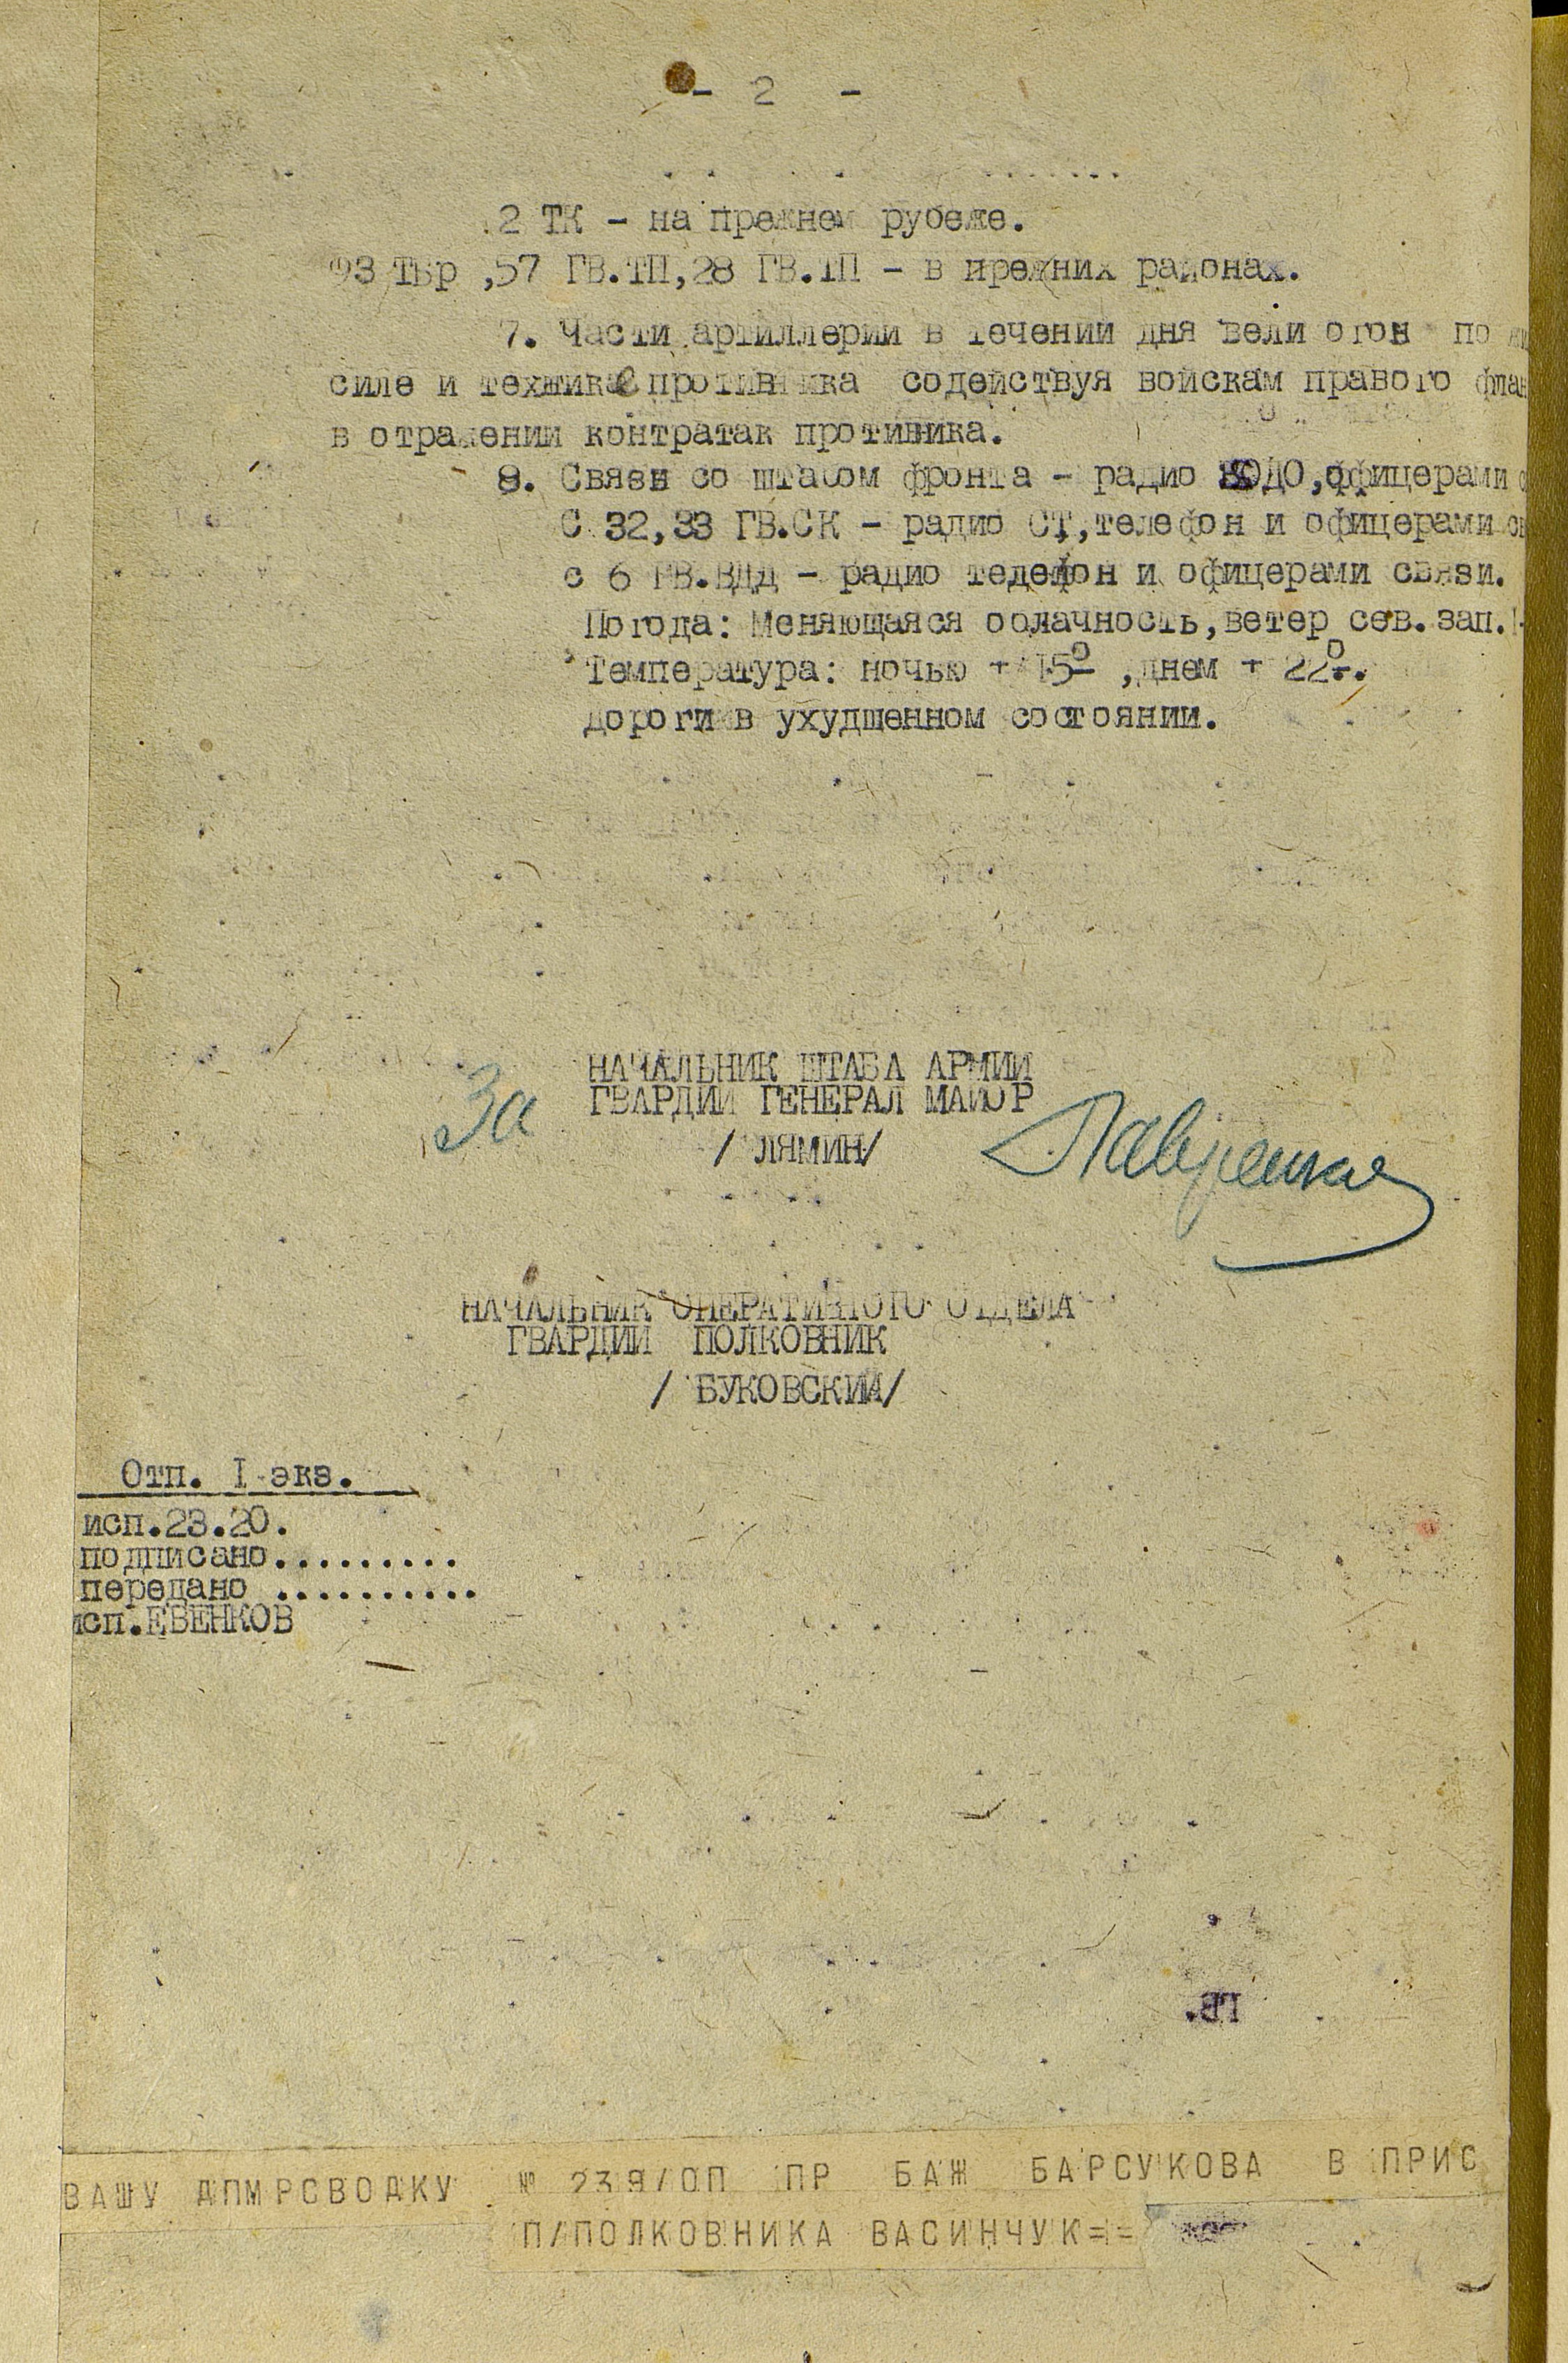 - 2 -
2 ТК - на прежнем рубеже.
93 ТБр ,57 ГВ.ТП,28 ГВ.ТП - в прежних районах.
7. Части артиллерии в течении дня вели огон по
силе и технике противника содействуя войскам правого флан
в отражении контратак противника.
8. Связь со штабом фронта - радио БОДО,офицерами
С 32,33 ГВ.СК - радио СТ,телефон и офицерами св
с 6 ГВ.ВДД - радио телефон и офицерами связи.
Погода: Меняющаяся облачность,ветер сев.зап.
Температура: ночью + 15° ,днем + 22°.
дороги в ухудшенном состоянии.
НАЧАЛЬНИК ШТАБА АРМИИ
За ГВАРДИИ ГЕНЕРАЛ МАЙОР
/ ЛЯМИН/
НАЧАЛЬНИК ОПЕРАТИВНОГО ОТДЕЛА
ГВАРДИИ ПОЛКОВНИК
/ БУКОВСКИЙ/
Отп. I экз.
исп.23.20.
подписано.........
передано ..........
исп.ЕВЕНКОВ
ГВ.
ВАШУ ДПМРСВОДКУ № 239/ОП ПР БАЖ БАРСУКОВА В ПРИС
П/ПОЛКОВНИКА ВАСИНЧУК==